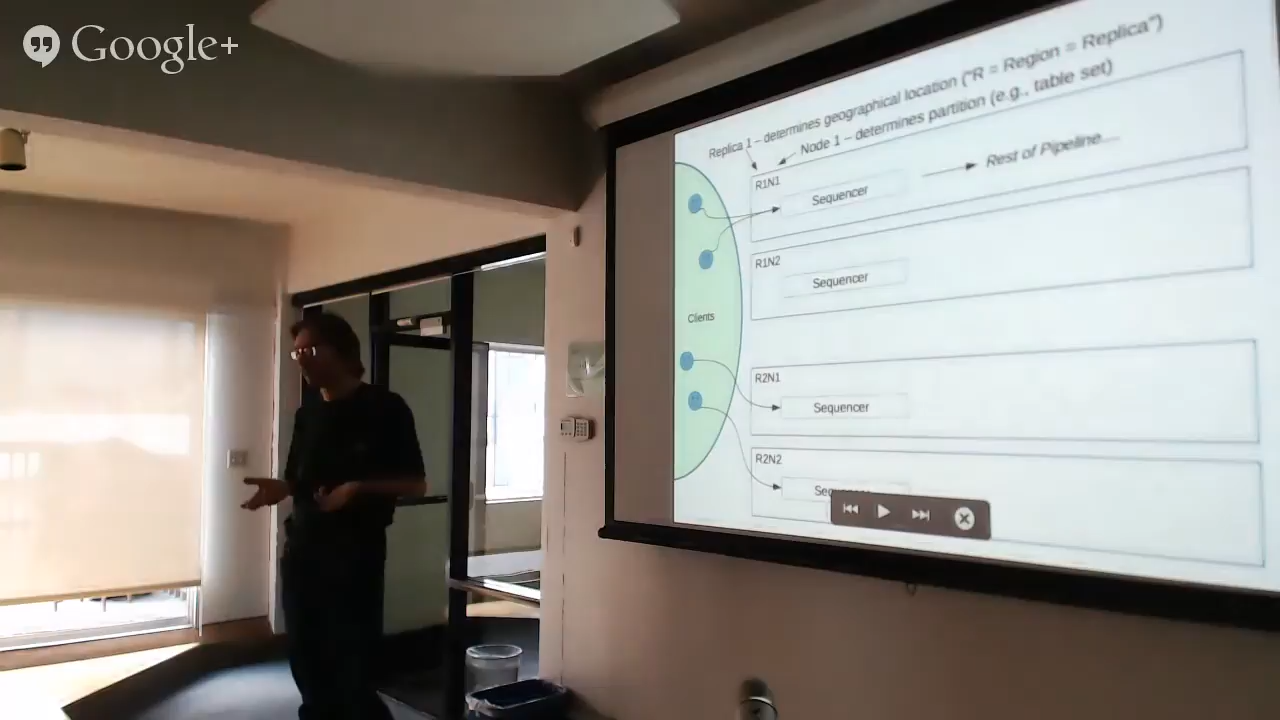 Google+
Replica 1 – determines geographical location ("R = Region = Replica")
Node 1 – determines partition (e.g., table set)
R1N1
Sequencer
Rest of Pipeline....
R1N2
Sequencer
Clients
R2N1
Sequencer
R2N2